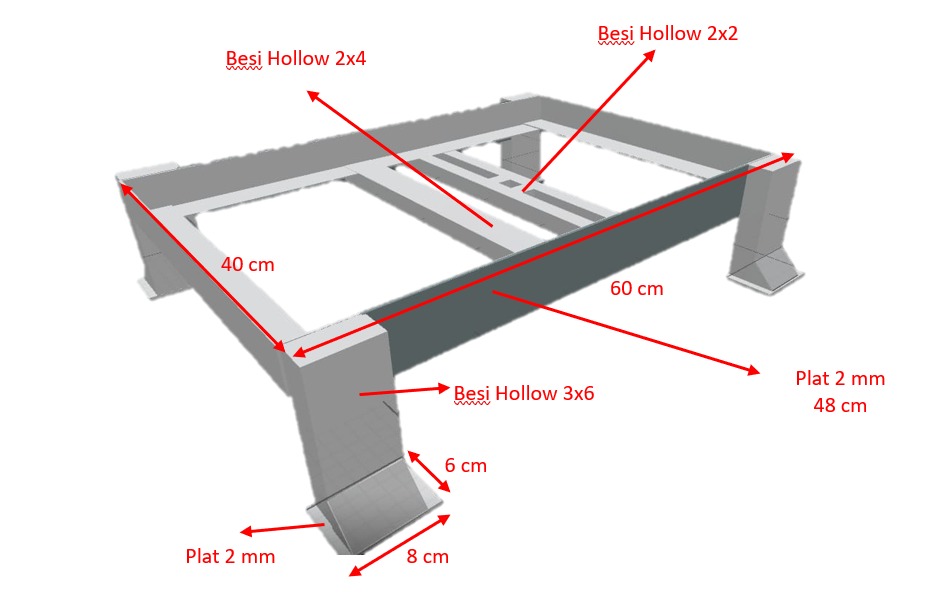 Besi Hollow 2x2
Besi Hollow 2x4
40 cm
60 cm
Plat 2 mm
48 cm
Besi Hollow 3x6
6 cm
Plat 2 mm
8 cm